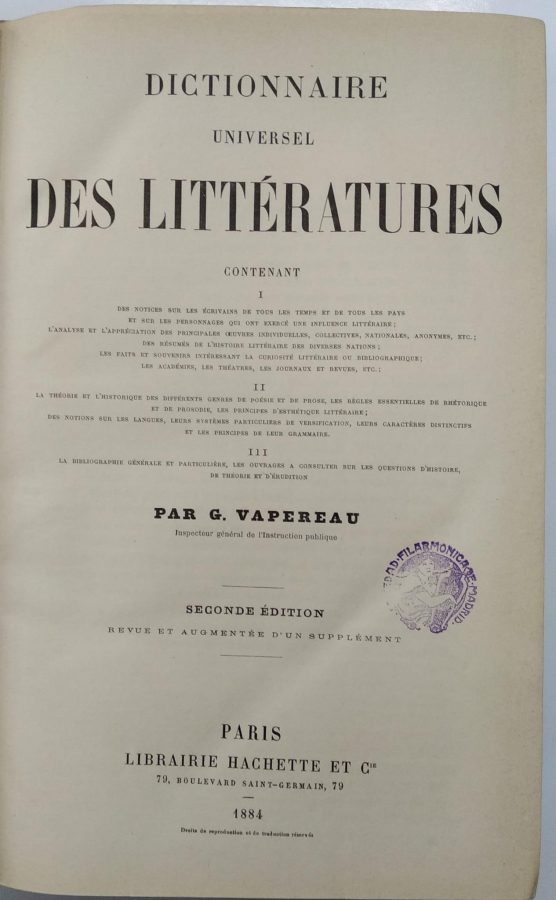 DICTIONNAIRE
UNIVERSEL
DES LITTÉRATURES
CONTENANT
I
DES NOTICES SUR LES ÉCRIVAINS DE TOUS LES TEMPS ET DE TOUS LES PAYS
ET SUR LES PERSONNAGES QUI ONT EXERCÉ UNE INFLUENCE LITTÉRAIRE;
L'ANALYSE ET L'APPRÉCIATION DES PRINCIPALES ŒUVRES INDIVIDUELLES, COLLECTIVES, NATIONALES, ANONYMES, ETC.;
DES RÉSUMÉS DE L'HISTOIRE LITTÉRAIRE DES DIVERSES NATIONS;
LES FAITS ET SOUVENIRS INTÉRESSANT LA CURIOSITÉ LITTÉRAIRE OU BIBLIOGRAPHIQUE;
LES ACADÉMIES, LES THÉATRES, LES JOURNAUX ET REVUES, ETC.;
II
LA THÉORIE ET L'HISTORIQUE DES DIFFÉRENTS GENRES DE POÉSIE ET DE PROSE, LES RÈGLES ESSENTIELLES DE RHÉTORIQUE
ET DE PROSODIE, LES PRINCIPES D'ESTHÉTIQUE LITTÉRAIRE;
DES NOTIONS SUR LES LANGUES, LEURS SYSTÈMES PARTICULIERS DE VERSIFICATION, LEURS CARACTÈRES DISTINCTIFS
ET LES PRINCIPES DE LEUR GRAMMAIRE.
III
LA BIBLIOGRAPHIE GÉNÉRALE ET PARTICULIÈRE, LES OUVRAGES A CONSULTER SUR LES QUESTIONS D'HISTOIRE,
DE THÉORIE ET D'ÉRUDITION
PAR G. VAPEREAU
Inspecteur général de l'Instruction publique
DAD·FILARMONICA·DE·MADRID·
SECONDE ÉDITION
REVUE ET AUGMENTÉE D'UN SUPPLÉMENT
PARIS
LIBRAIRIE HACHETTE ET Cie
79, BOULEVARD SAINT-GERMAIN, 79
1884
Droits de reproduction et de traduction réservés